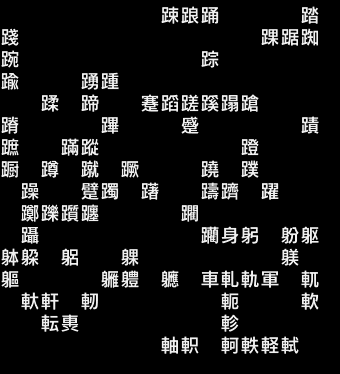 踈踉踊 踏
踐 踝踞踟
踠 踪
踰 踴踵
蹂 蹄 蹇蹈蹉蹊蹋蹌
蹐 蹕 蹙 蹟
蹠 蹣蹤 蹬
蹰 蹲 蹴 蹶 蹺 蹼
躁 躄躅 躇 躊躋 躍
躑躒躓躔 躙
躡 躪身躬 躮躯
躰躱 躳 躶 躾
軀 軅軆 軈 車軋軌軍 軏
軑軒 軔 軛 軟
転軣 軫
軸軹 軻軼軽軾